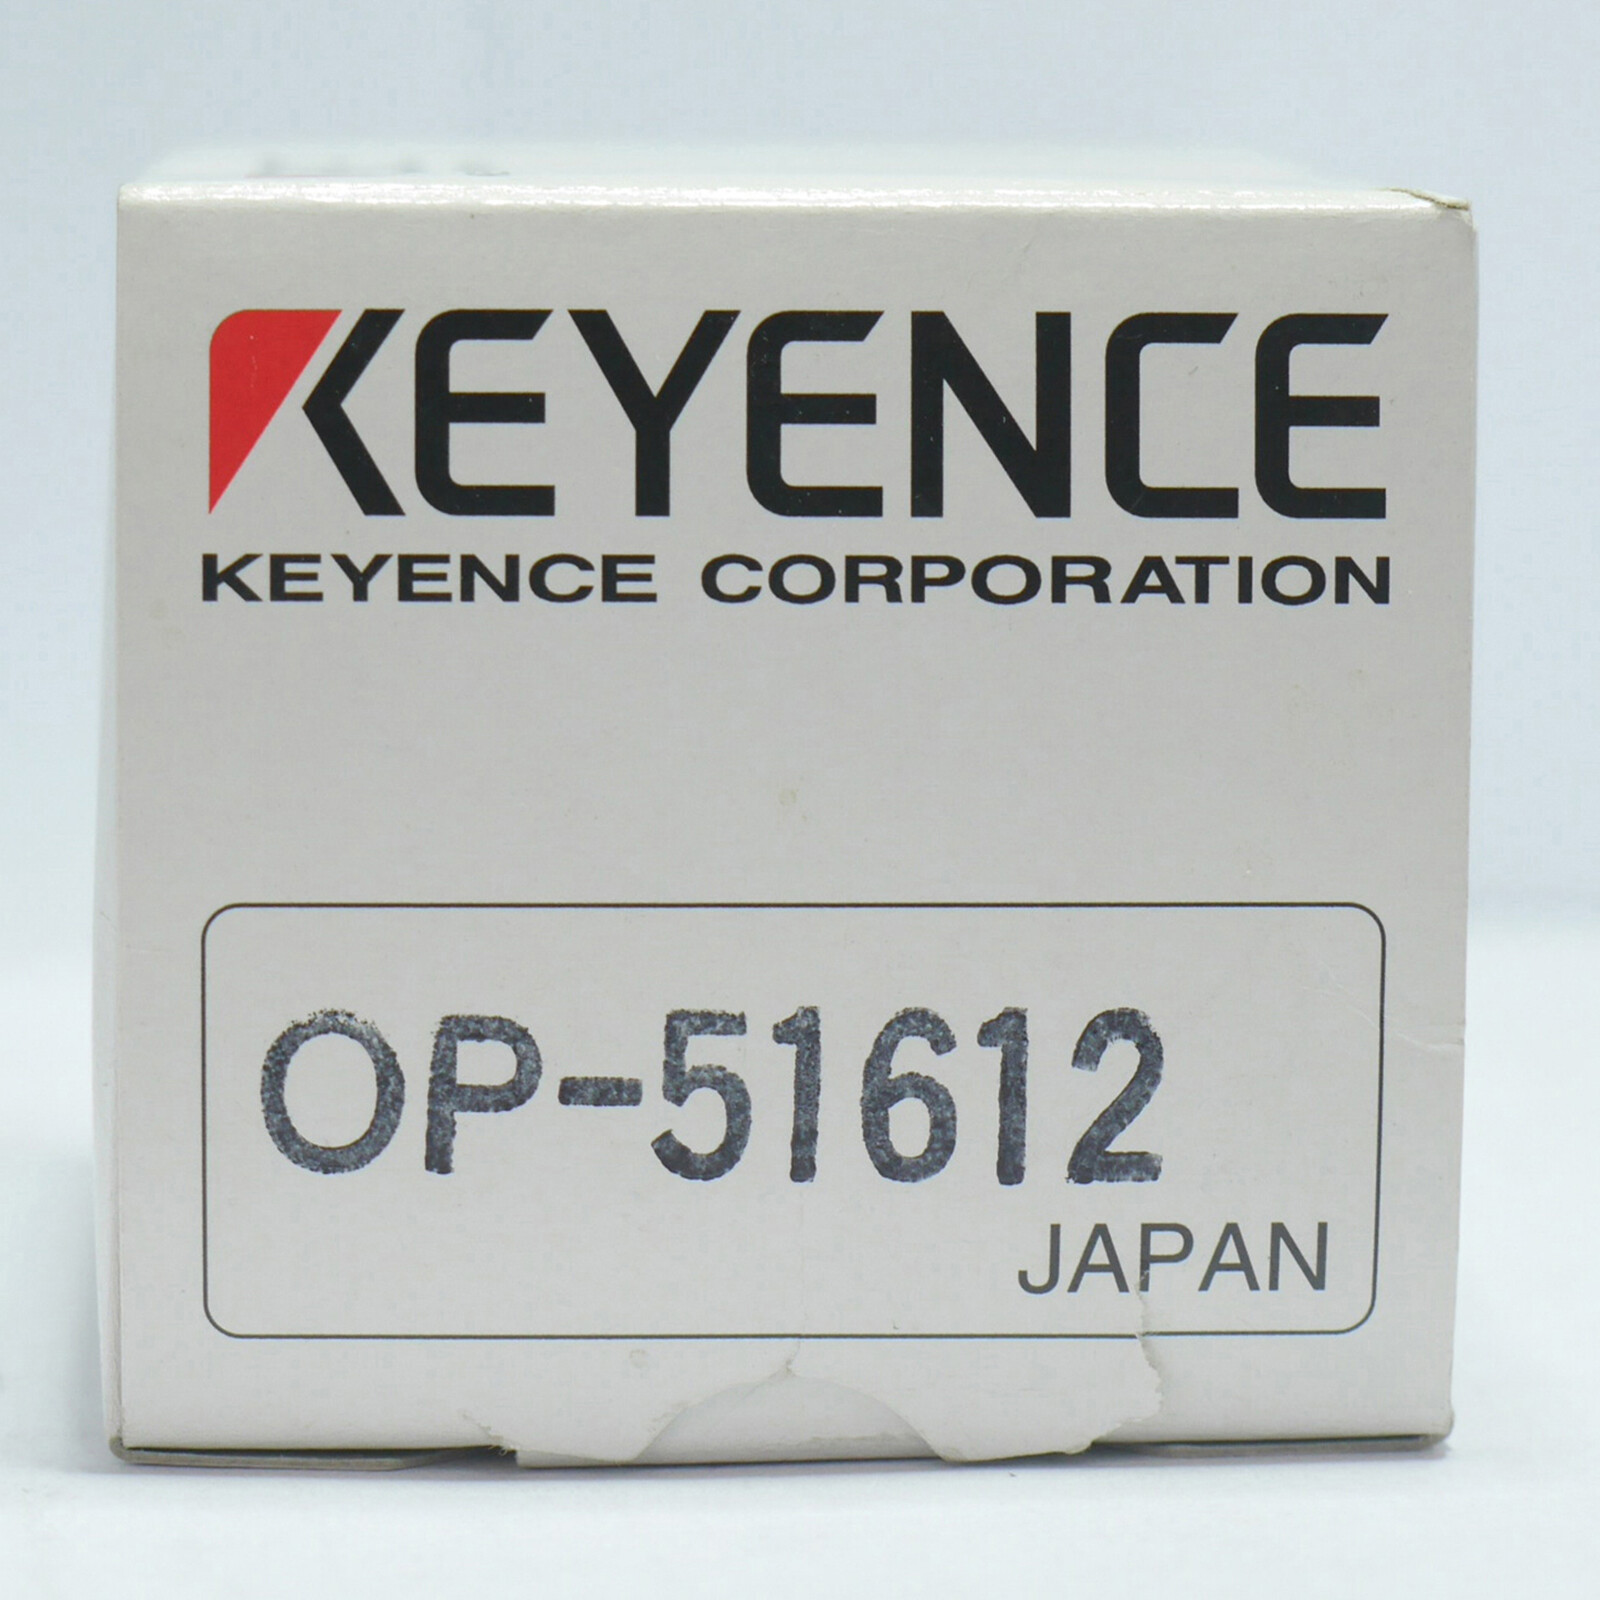 KEYENCE
KEYENCE CORPORATION
OP-51612
JAPAN